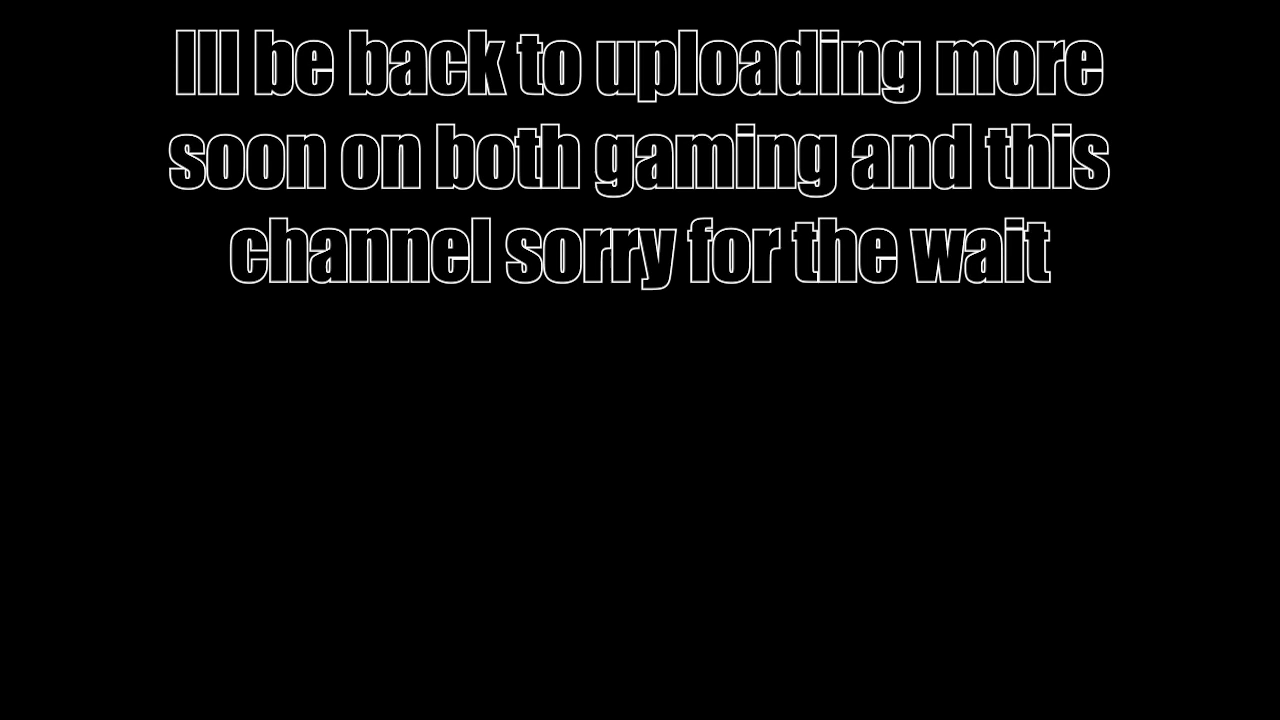 Ill be back to uploading more
soon on both gaming and this
channel sorry for the wait